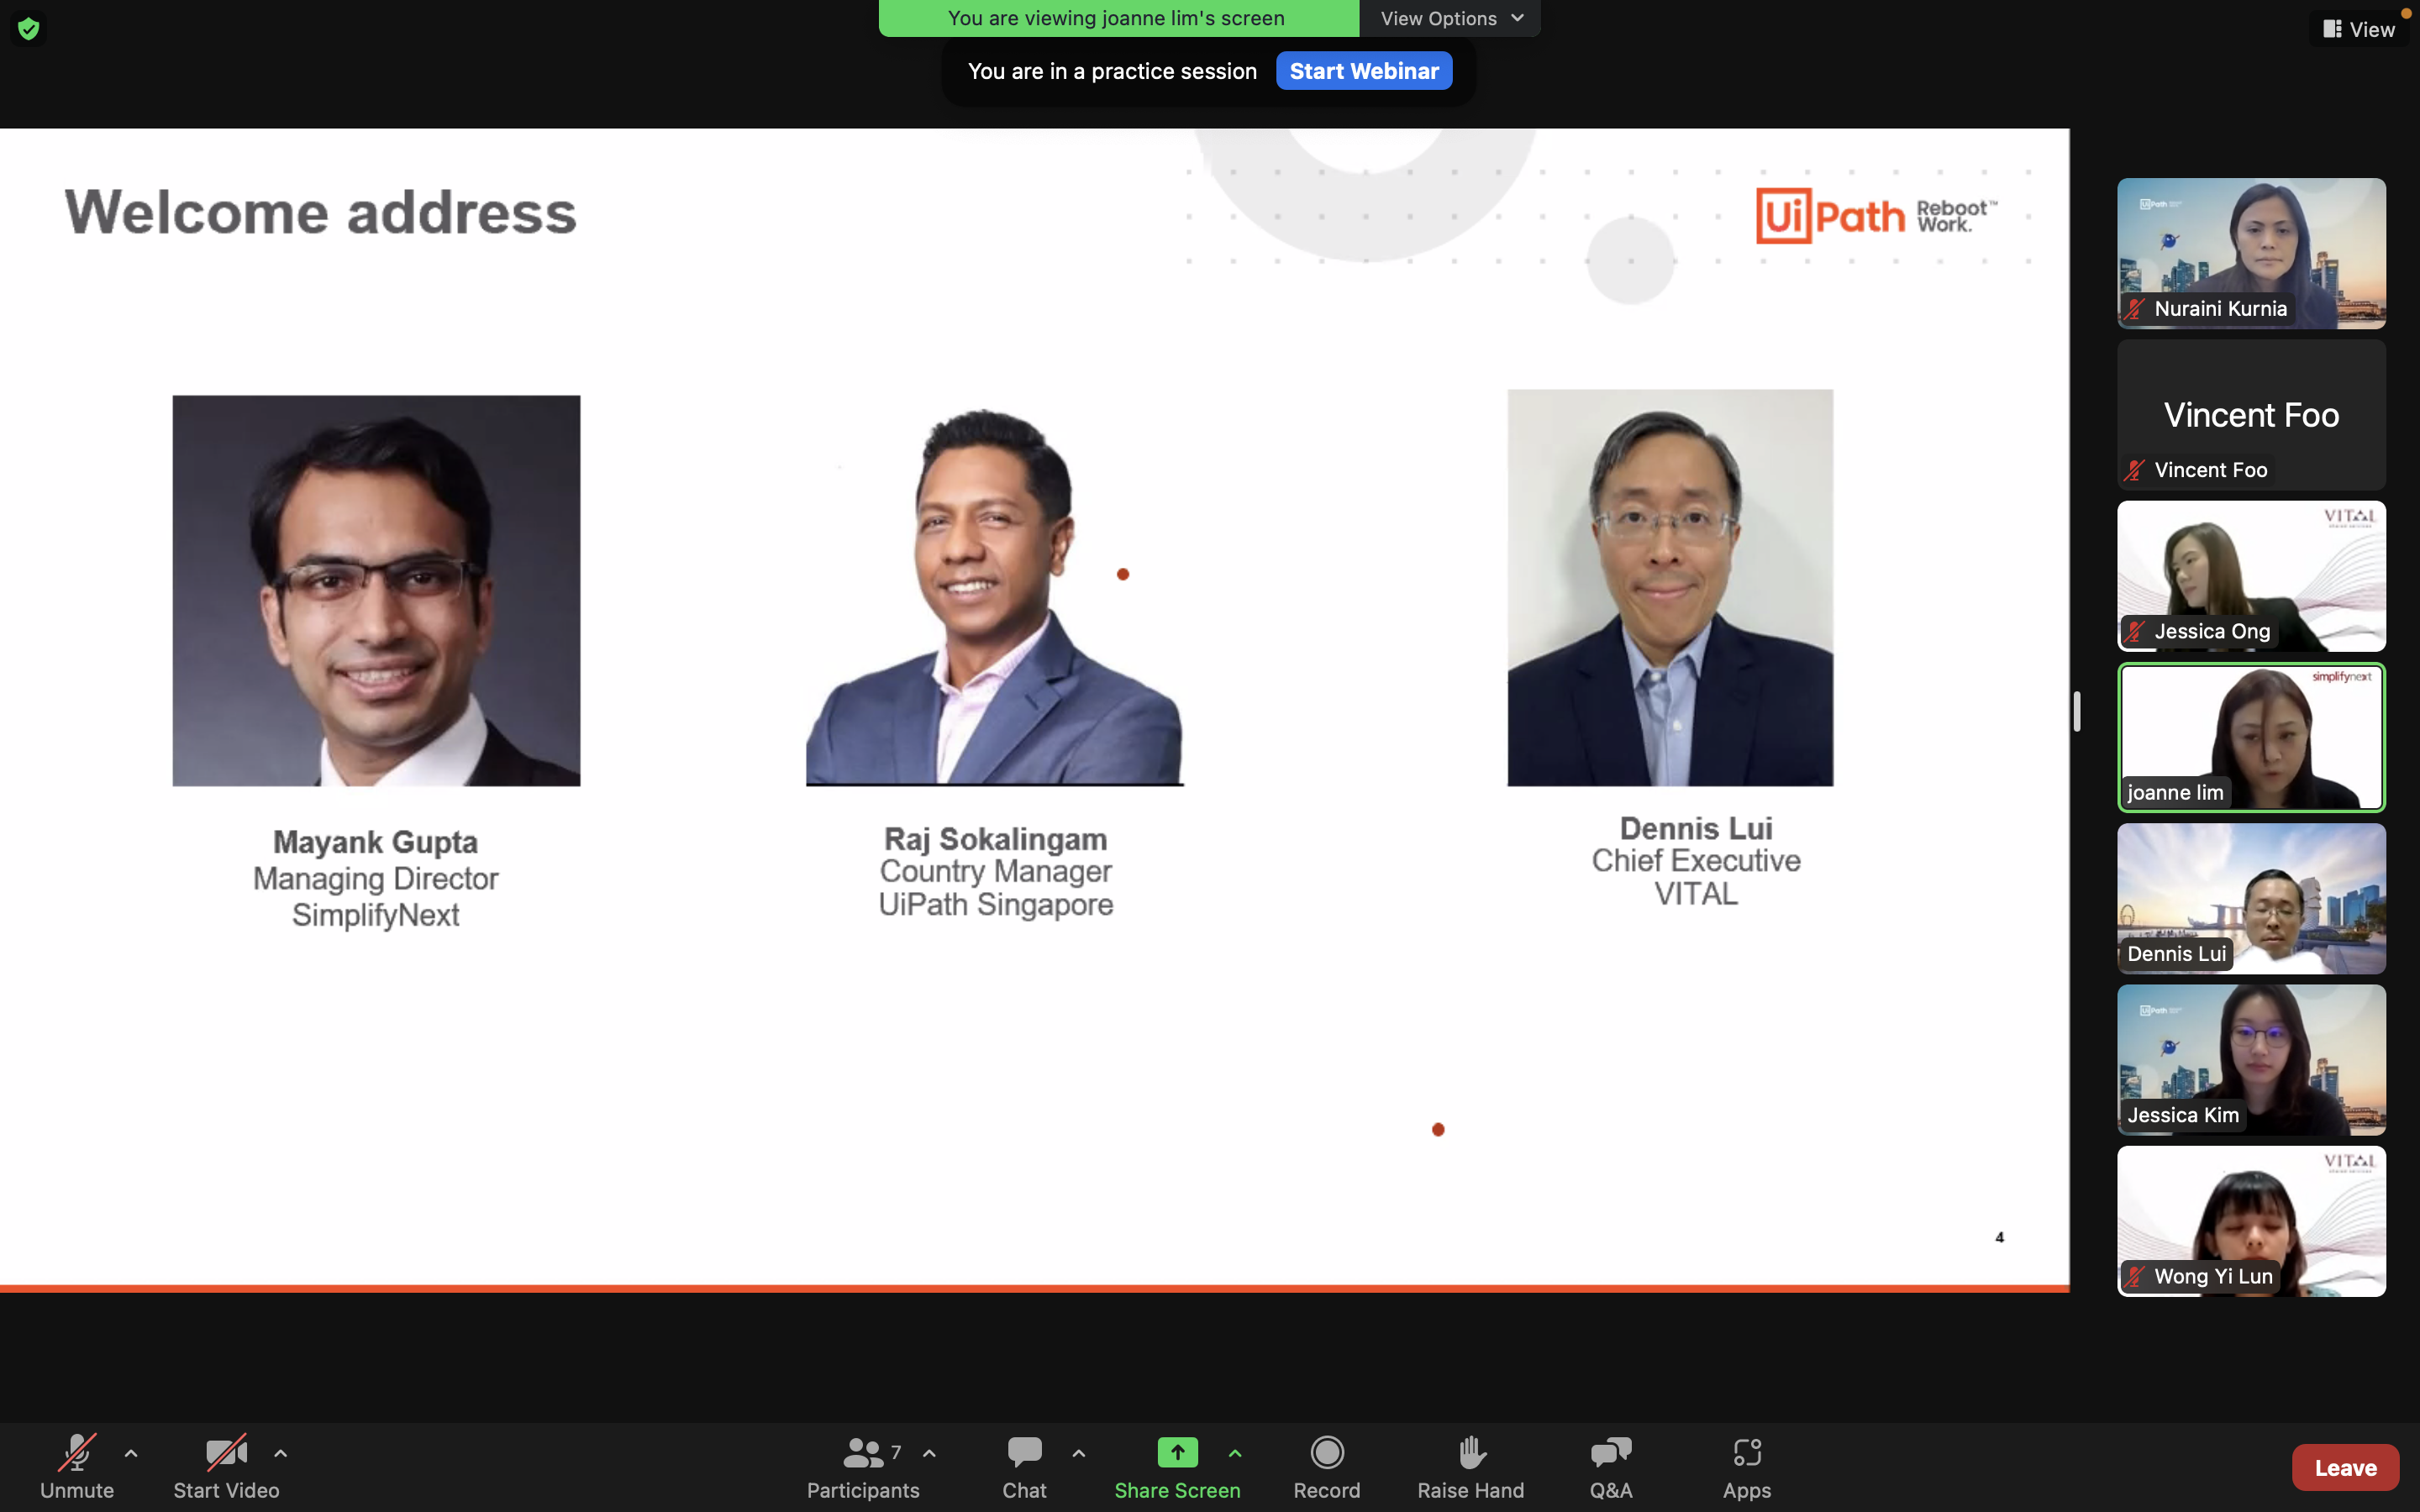 You are viewing joanne lim's screen
View Options
View
You are in a practice session
Start Webinar
Welcome address
UiPath Reboot™
Work.
Mayank Gupta
Managing Director
SimplifyNext
Raj Sokalingam
Country Manager
UiPath Singapore
Dennis Lui
Chief Executive
VITAL
4
UiPath
Nuraini Kurnia
Vincent Foo
Vincent Foo
VITAL
Jessica Ong
simplifynext
joanne lim
Dennis Lui
UiPath
Jessica Kim
VITAL
Wong Yi Lun
Unmute
Start Video
Participants
7
Chat
Share Screen
Record
Raise Hand
Q&A
Apps
Leave